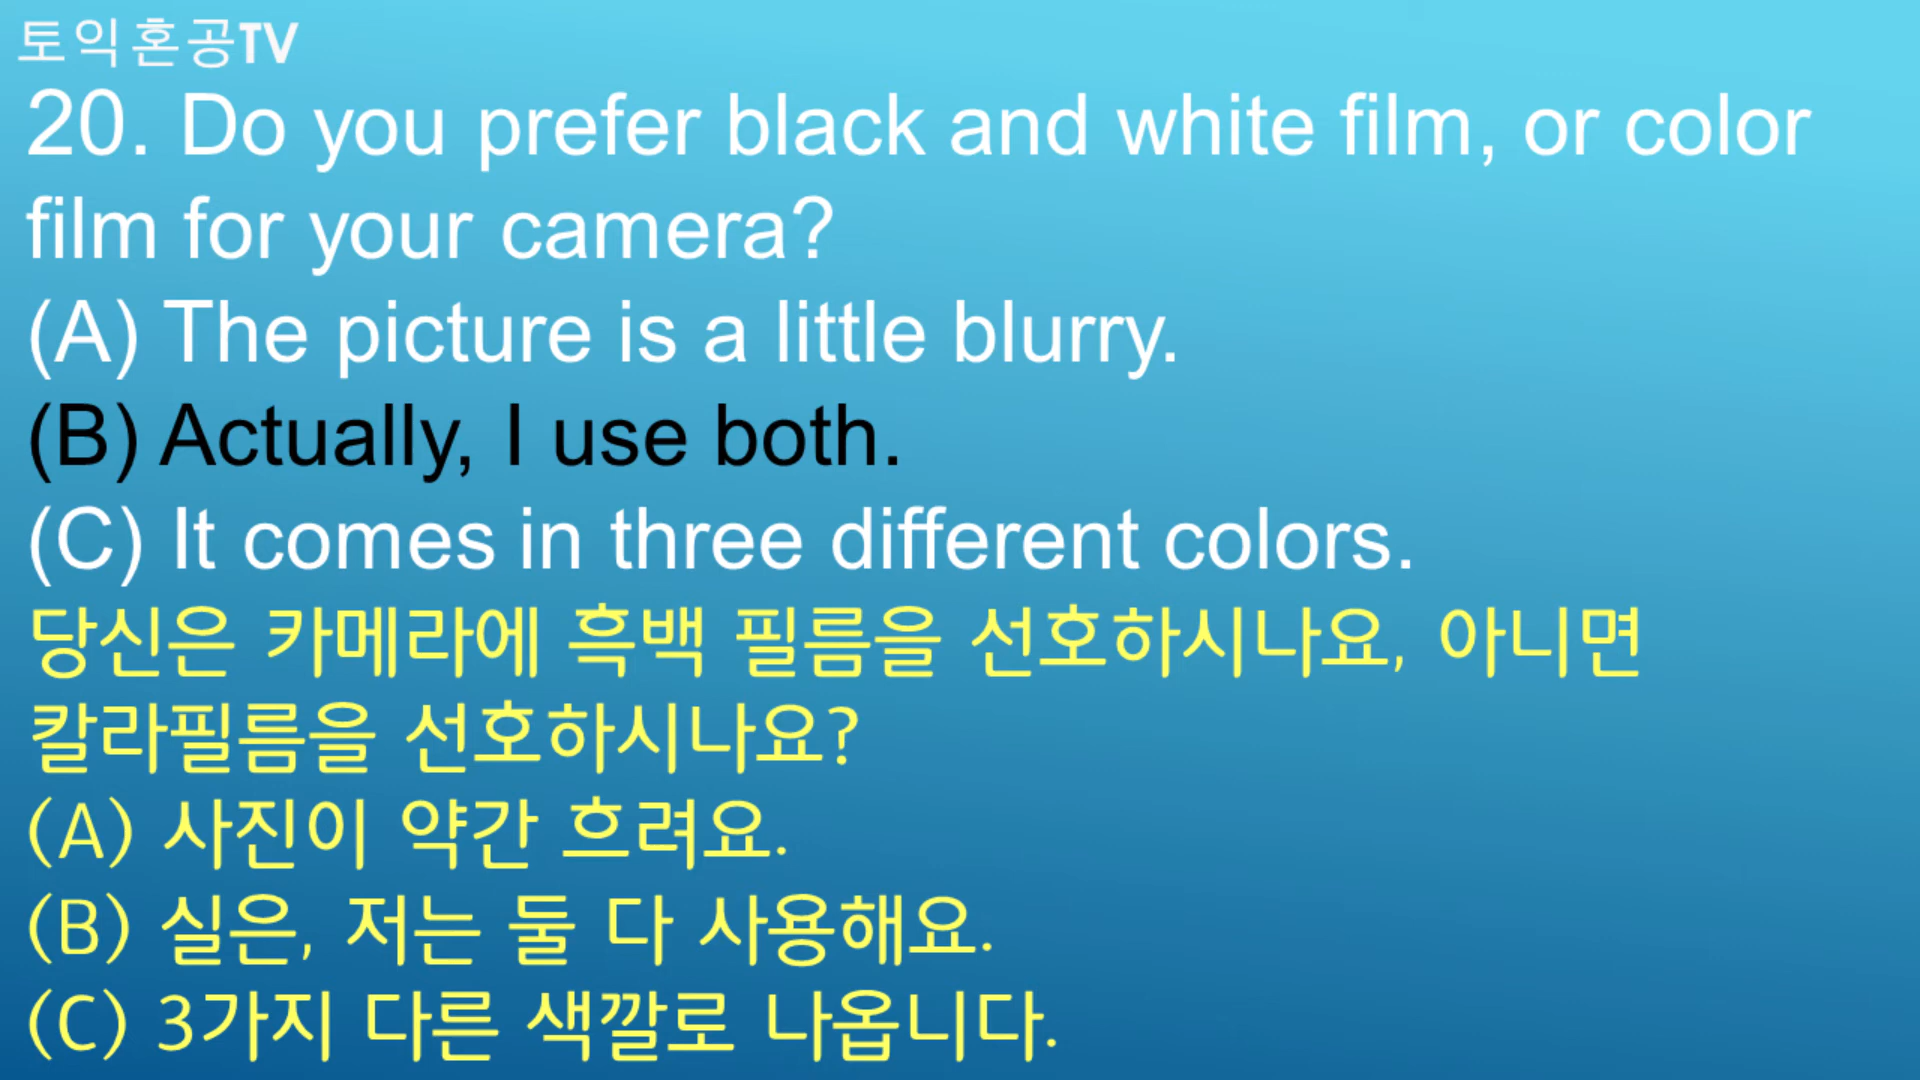 토익혼공TV
20. Do you prefer black and white film, or color
film for your camera?
(A) The picture is a little blurry.
(B) Actually, I use both.
(C) It comes in three different colors.
당신은 카메라에 흑백 필름을 선호하시나요, 아니면
칼라필름을 선호하시나요?
(A) 사진이 약간 흐려요.
(B) 실은, 저는 둘 다 사용해요.
(C) 3가지 다른 색깔로 나옵니다.